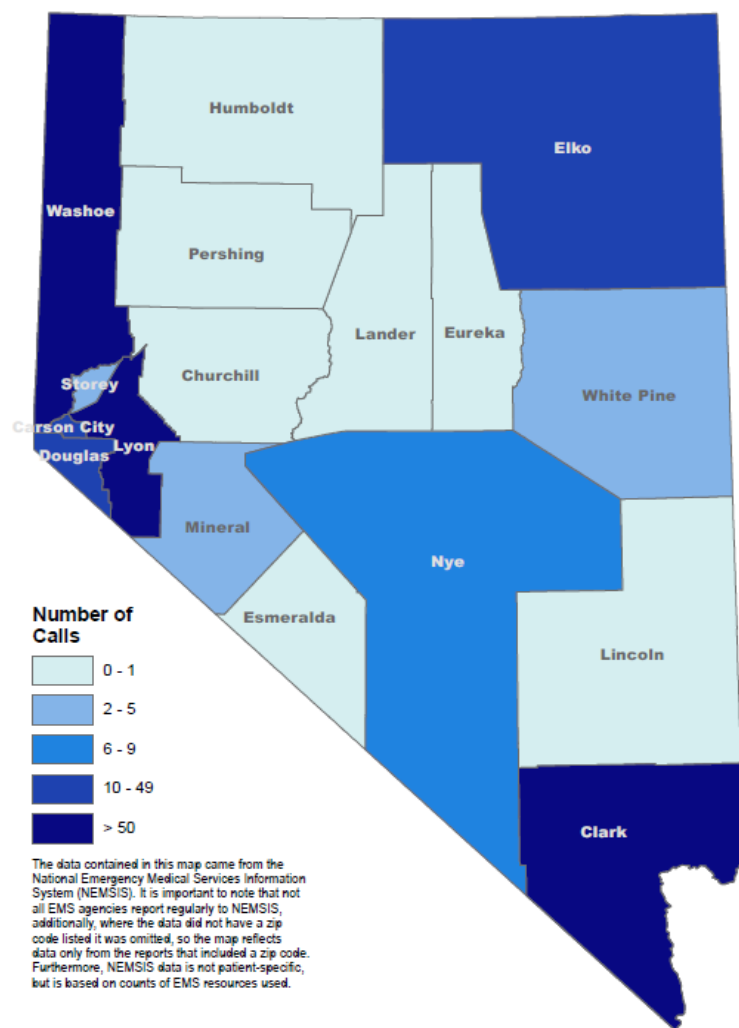 Humboldt
Elko
Washoe
Pershing
Lander
Eureka
Churchill
Storey
White Pine
Carson City
Lyon
Douglas
Mineral
Nye
Esmeralda
Lincoln
Clark
Number of
Calls
0 - 1
2 - 5
6 - 9
10 - 49
> 50
The data contained in this map came from the
National Emergency Medical Services Information
System (NEMSIS). It is important to note that not
all EMS agencies report regularly to NEMSIS,
additionally, where the data did not have a zip
code listed it was omitted, so the map reflects
data only from the reports that included a zip code.
Furthermore, NEMSIS data is not patient-specific,
but is based on counts of EMS resources used.